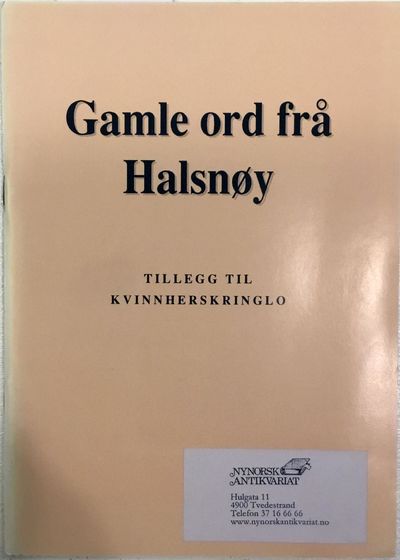 Gamle ord frå
Halsnøy
TILLEGG TIL
KVINNHERSKRINGLO
NYNORSK
ANTIKVARIAT
Hulgata 11
4900 Tvedestrand
Telefon 37 16 66 66
www.nynorskantikvariat.no